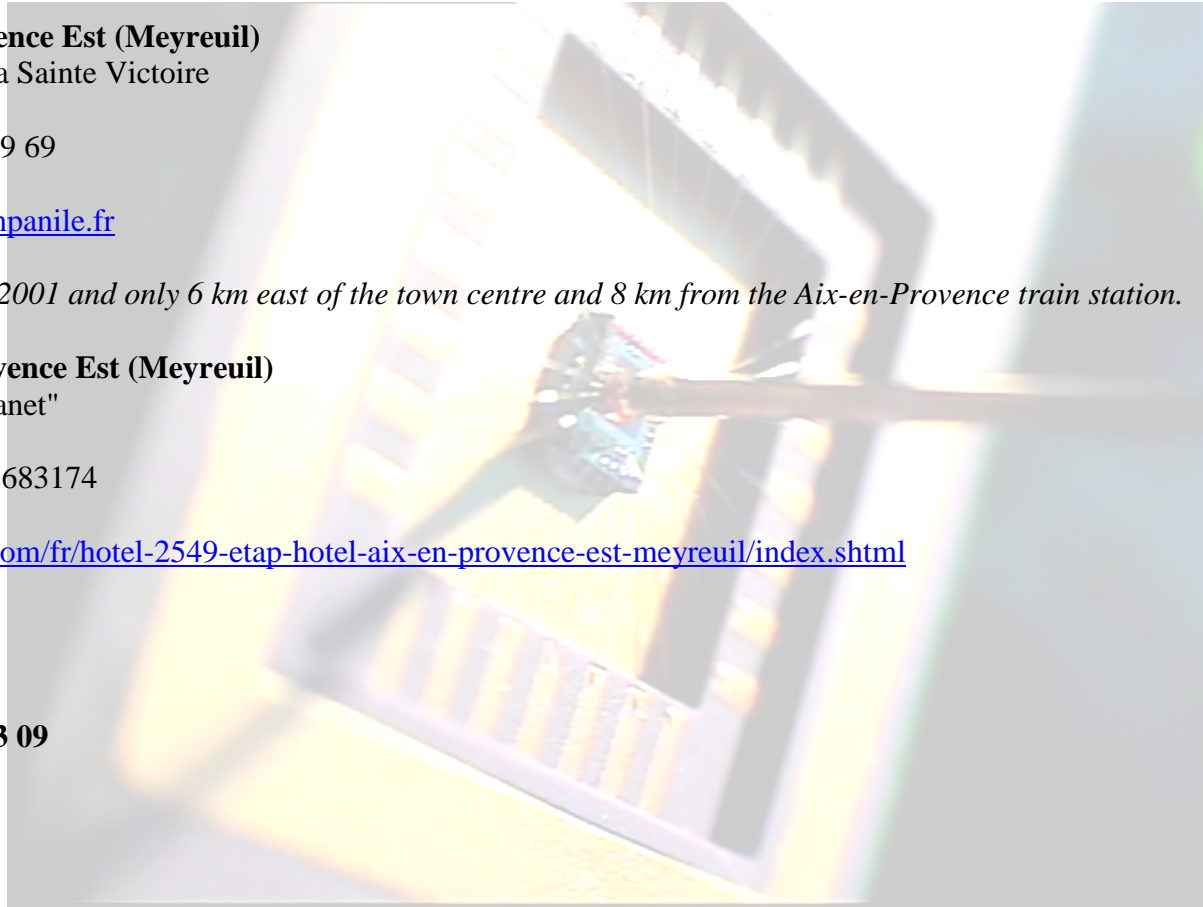 ence Est (Meyreuil)
a Sainte Victoire
9 69
npanile.fr
2001 and only 6 km east of the town centre and 8 km from the Aix-en-Provence train station.
vence Est (Meyreuil)
anet"
683174
om/fr/hotel-2549-etap-hotel-aix-en-provence-est-meyreuil/index.shtml
3 09